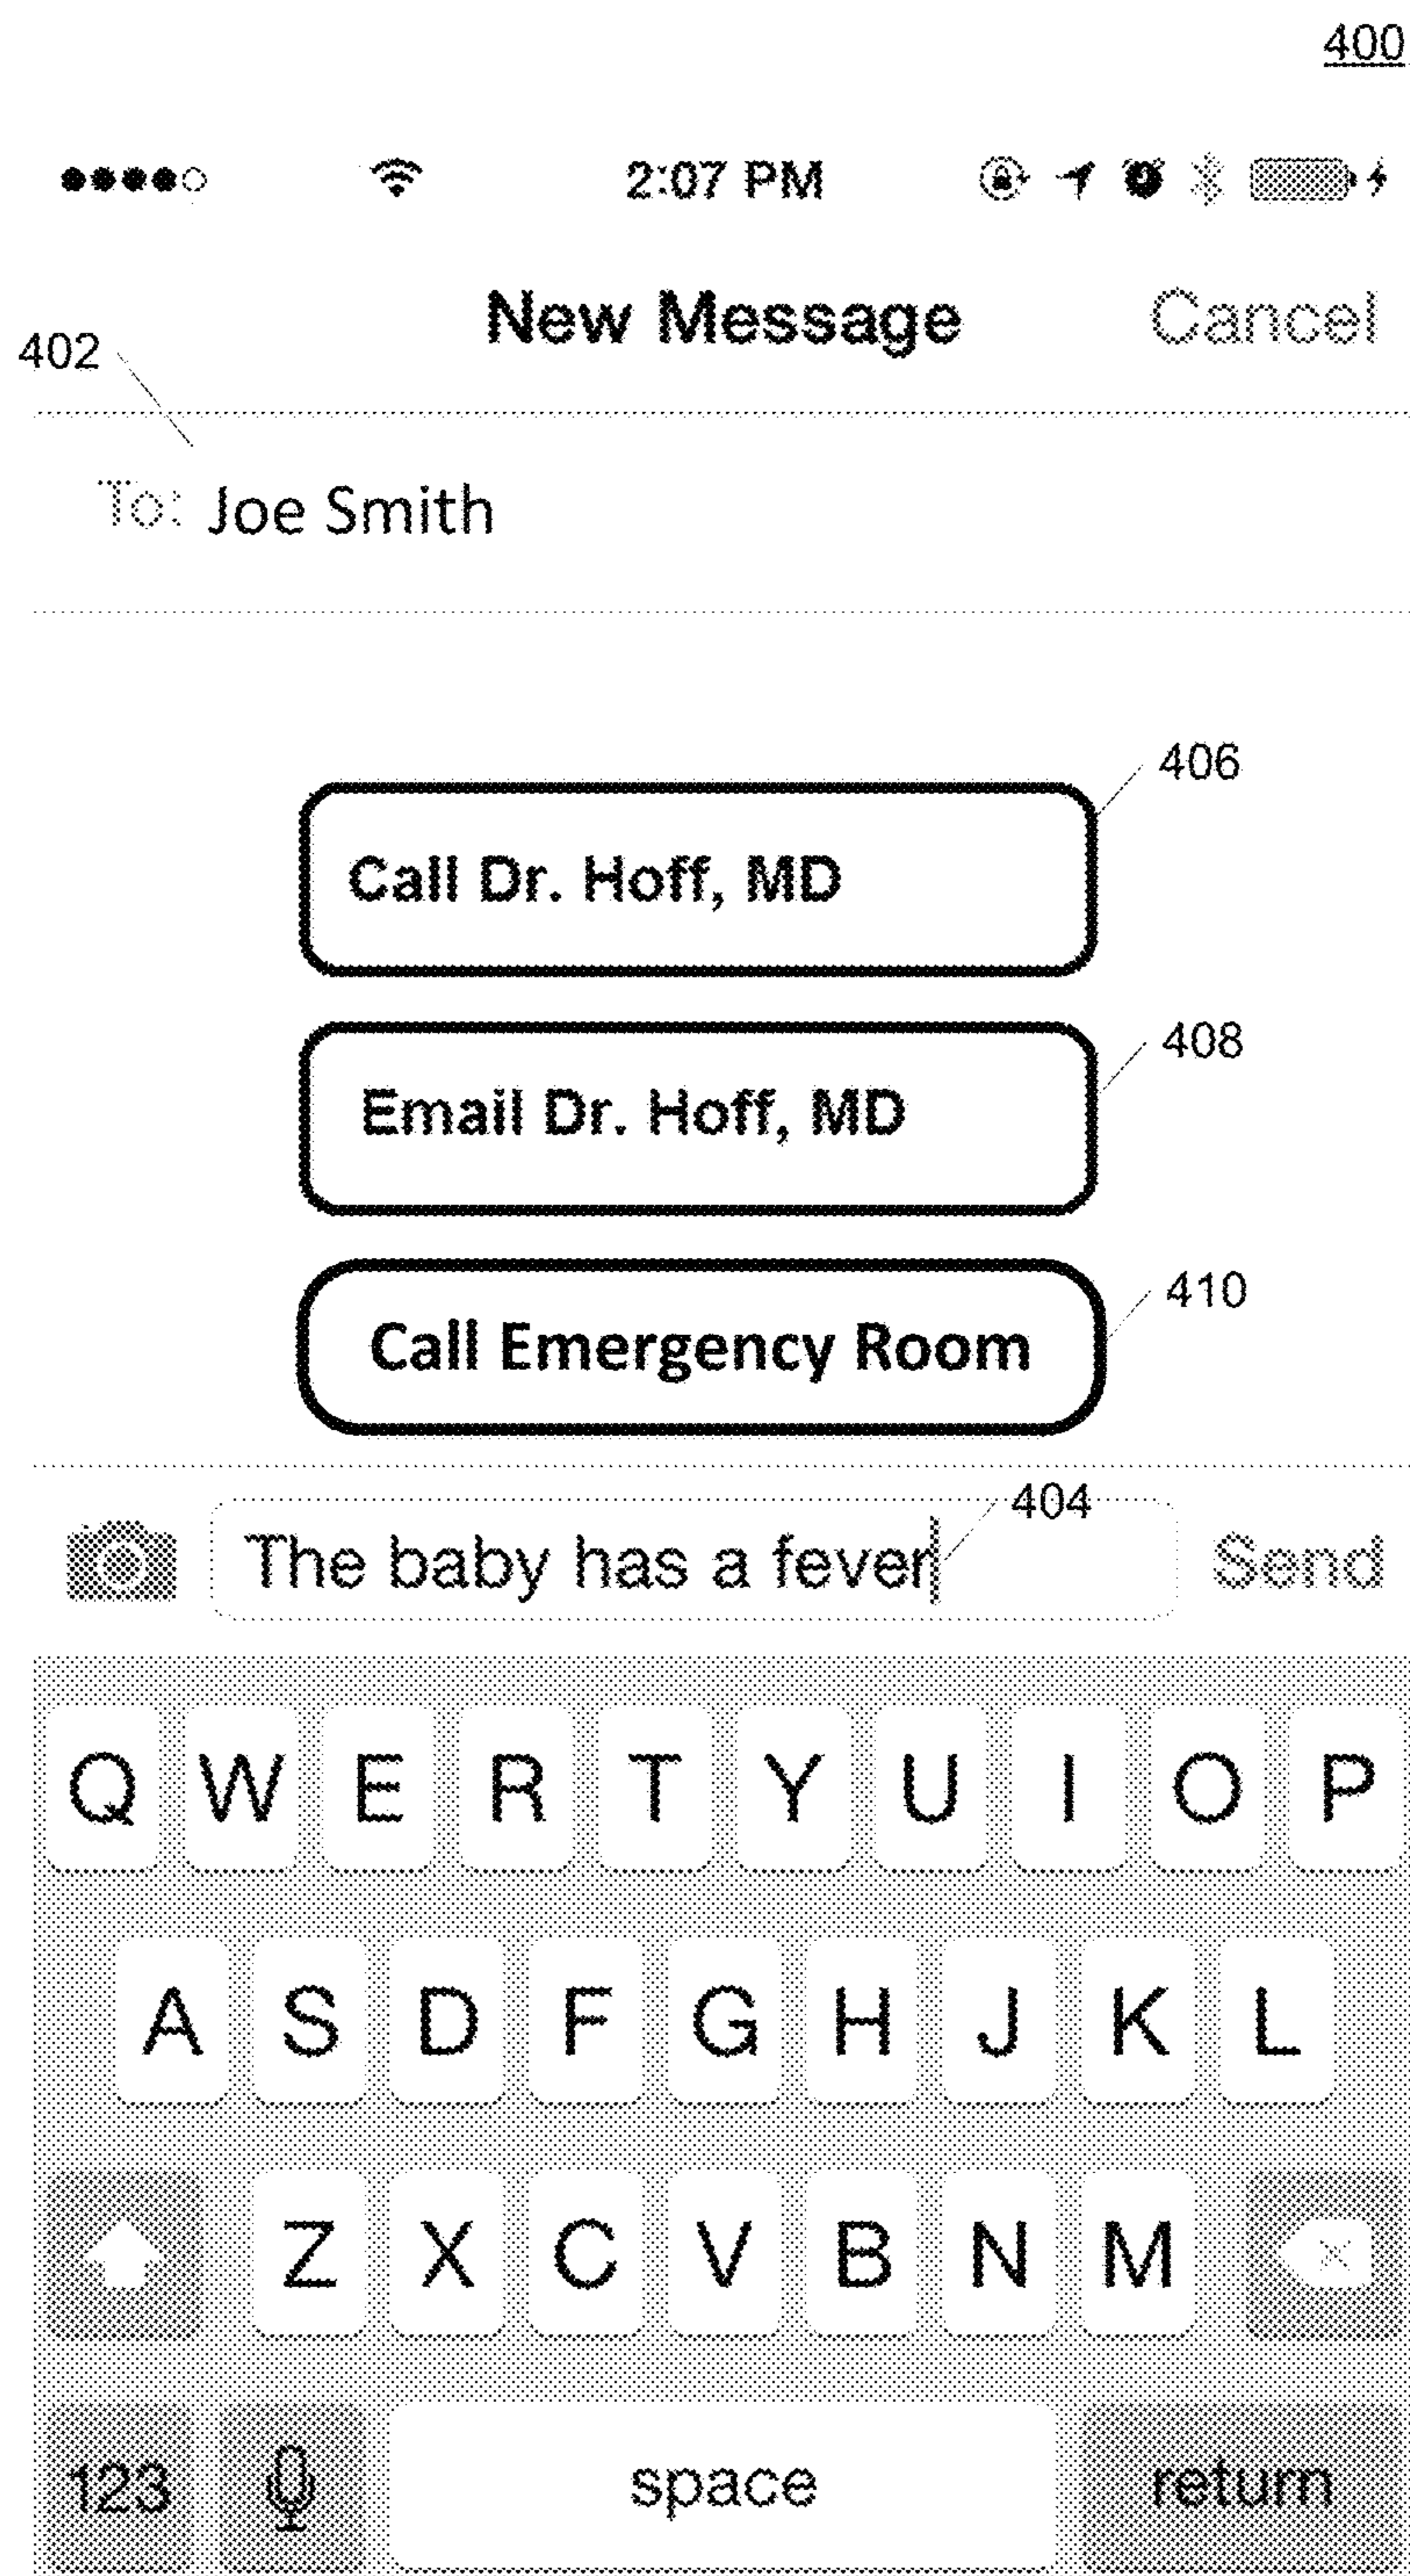 400
2:07 PM
New Message Cancel
402
To: Joe Smith
406
Call Dr. Hoff, MD
408
Email Dr. Hoff, MD
410
Call Emergency Room
404
The baby has a fever Send
Q W E R T Y U I O P
A S D F G H J K L
Z X C V B N M
123 space return